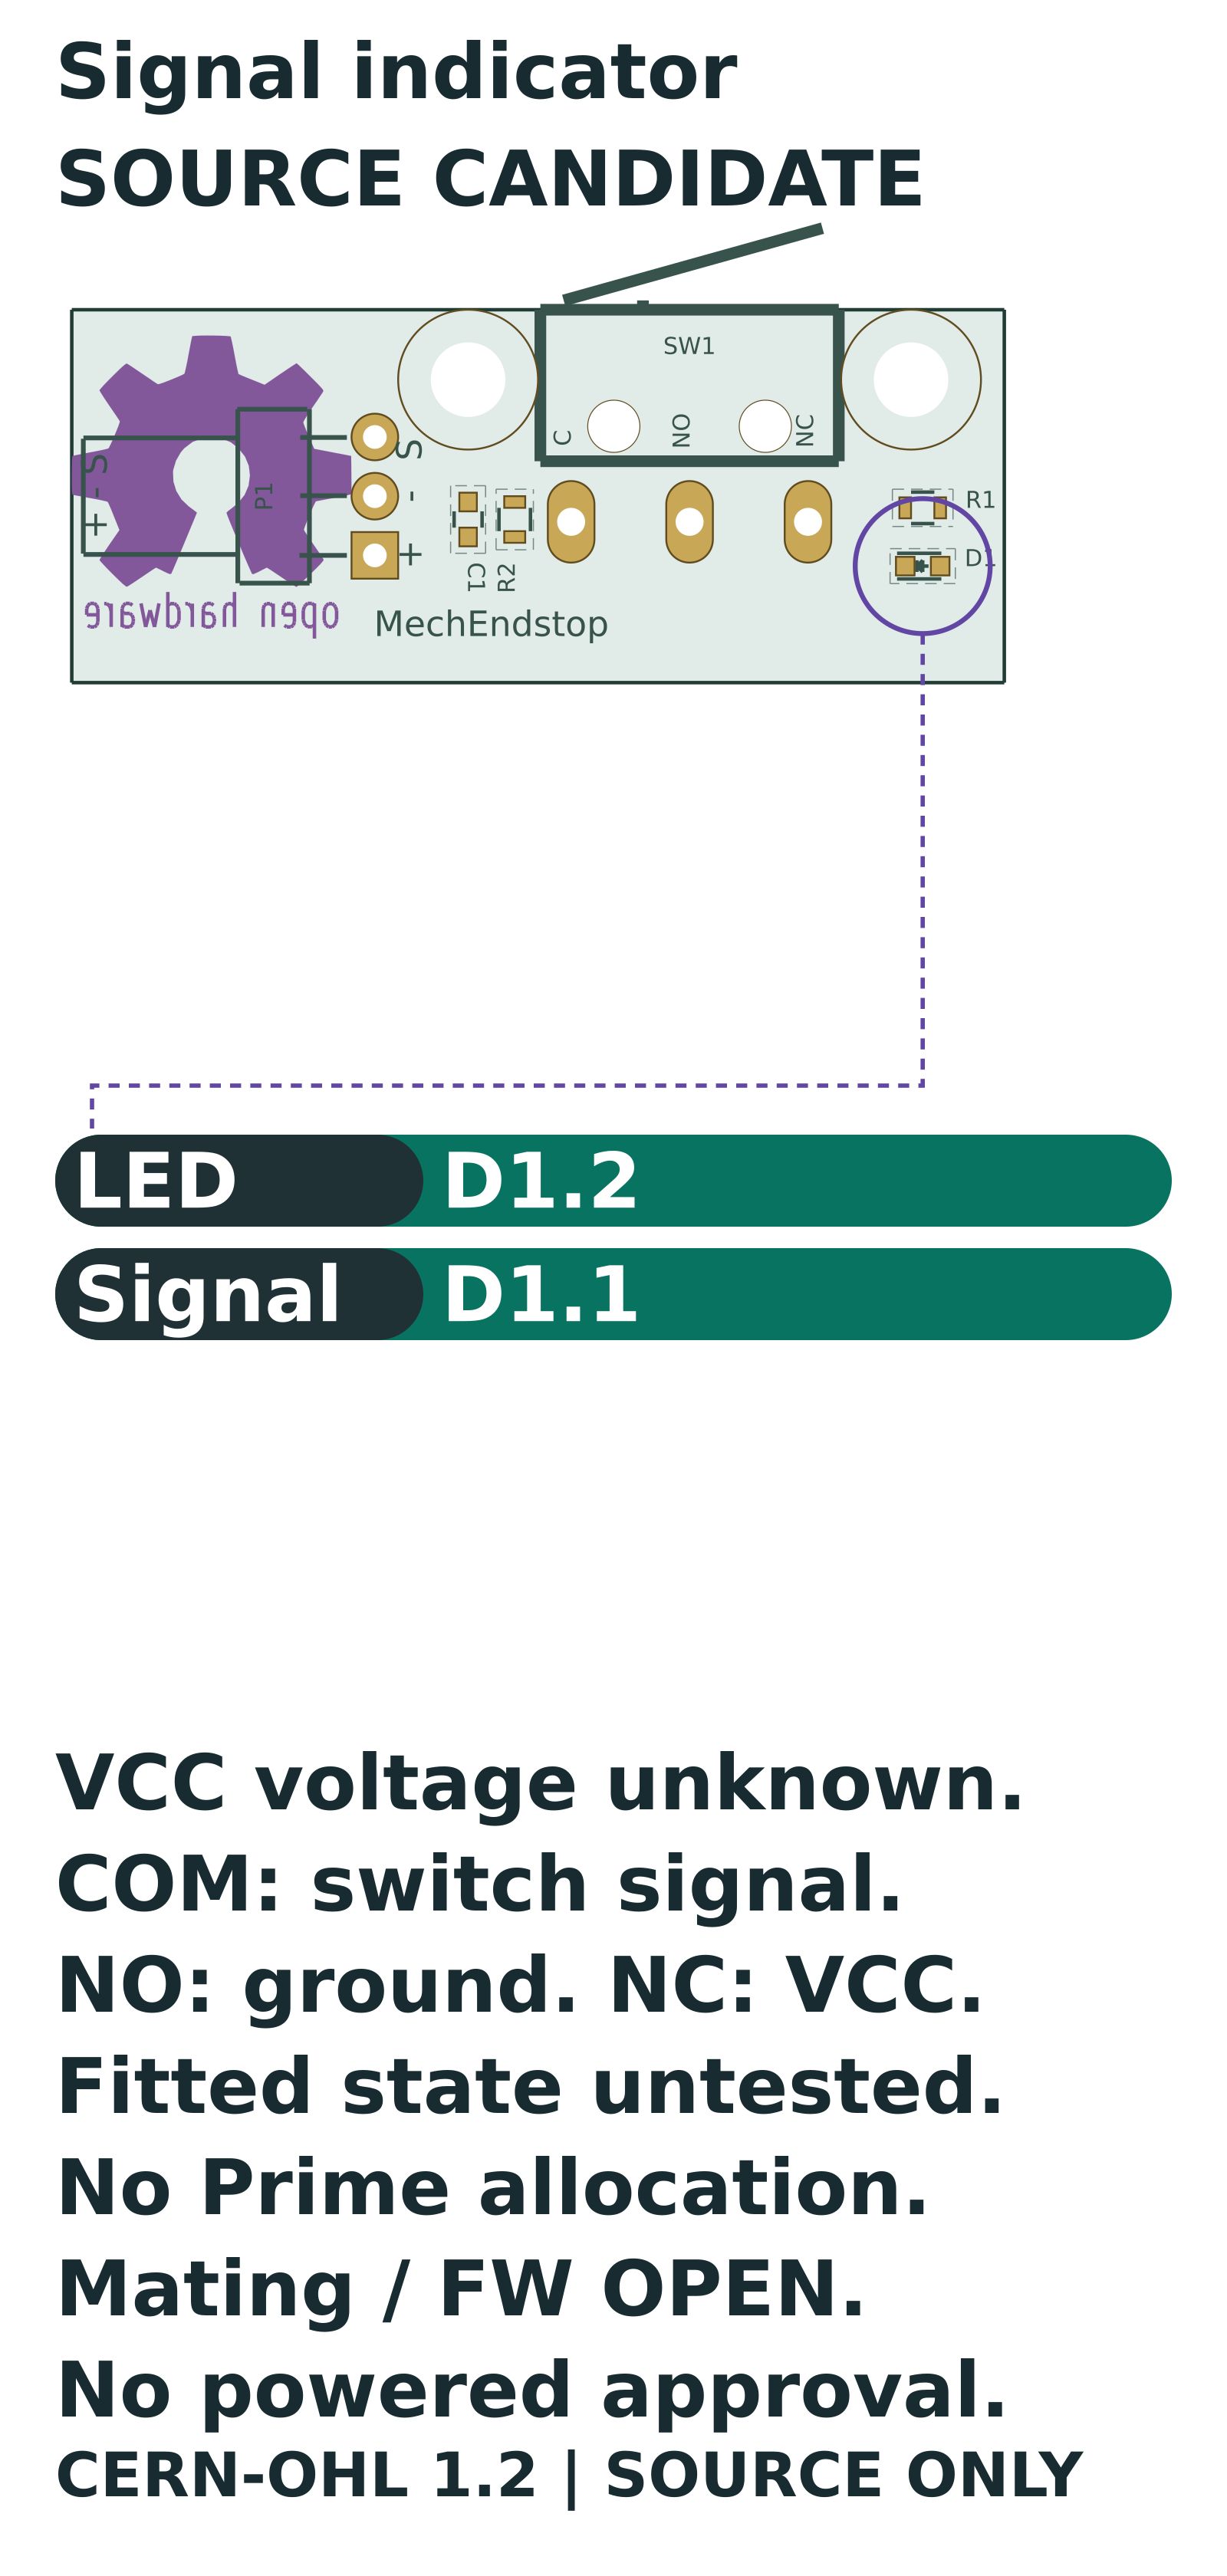 Signal indicator
SOURCE CANDIDATE
SW1
C
NO
NC
S
-
+
P1
S
-
+
R1
D1
C1
R2
open hardware
MechEndstop
LED D1.2
Signal D1.1
VCC voltage unknown.
COM: switch signal.
NO: ground. NC: VCC.
Fitted state untested.
No Prime allocation.
Mating / FW OPEN.
No powered approval.
CERN-OHL 1.2 | SOURCE ONLY